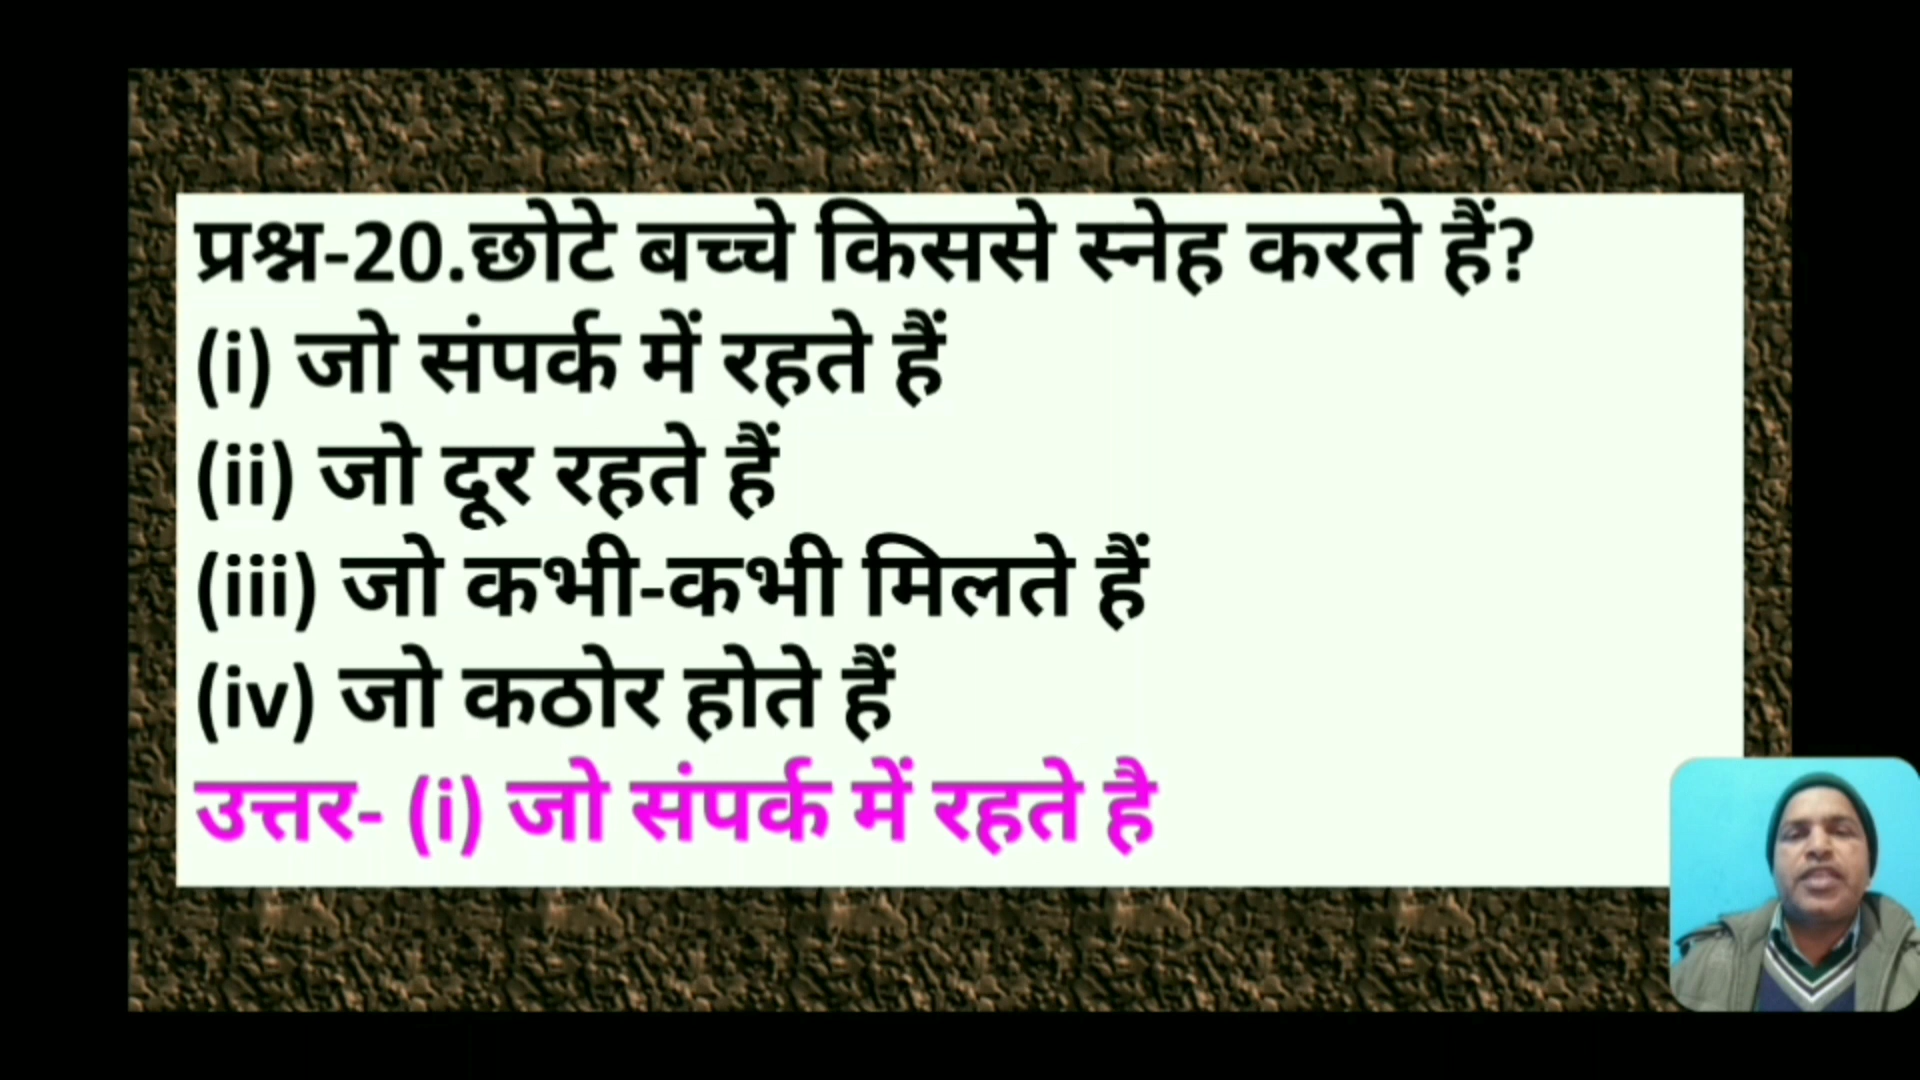 प्रश्न-20.छोटे बच्चे किससे स्नेह करते हैं?
(i) जो संपर्क में रहते हैं
(ii) जो दूर रहते हैं
(iii) जो कभी-कभी मिलते हैं
(iv) जो कठोर होते हैं
उत्तर- (i) जो संपर्क में रहते है